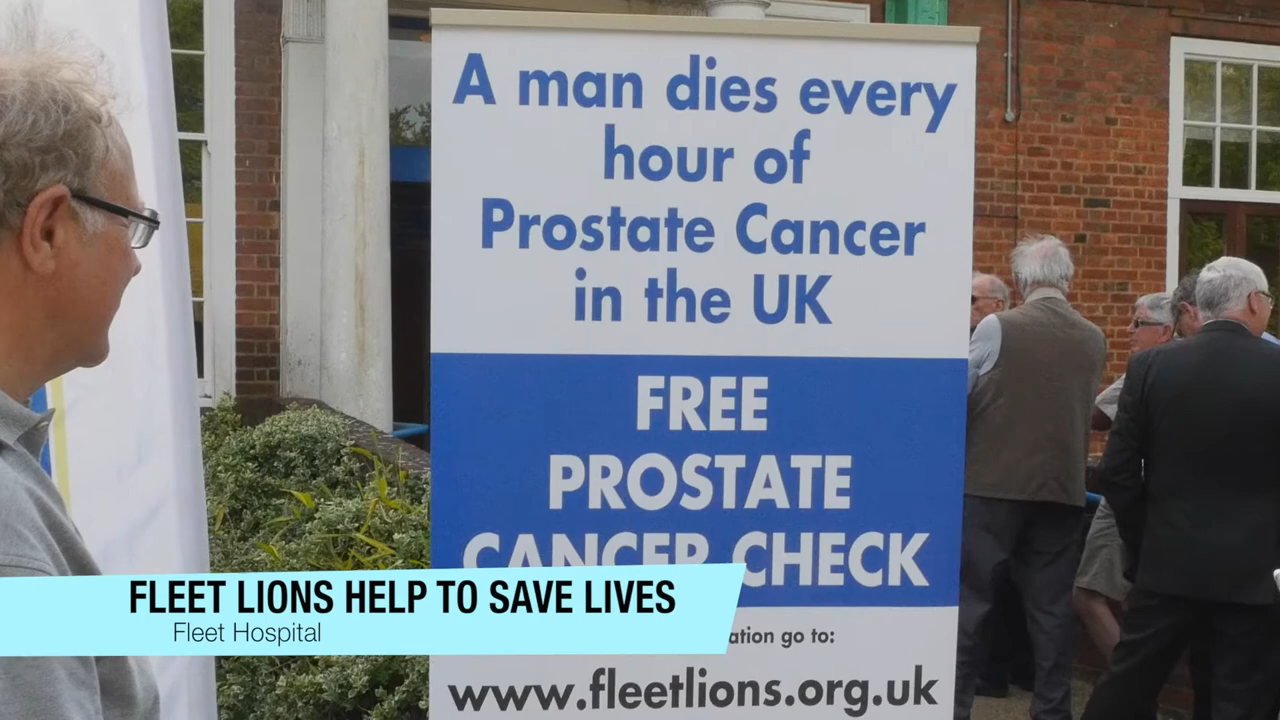 A man dies every
hour of
Prostate Cancer
in the UK
FREE
PROSTATE
CANCER CHECK
FLEET LIONS HELP TO SAVE LIVES
Fleet Hospital
go to:
www.fleetlions.org.uk